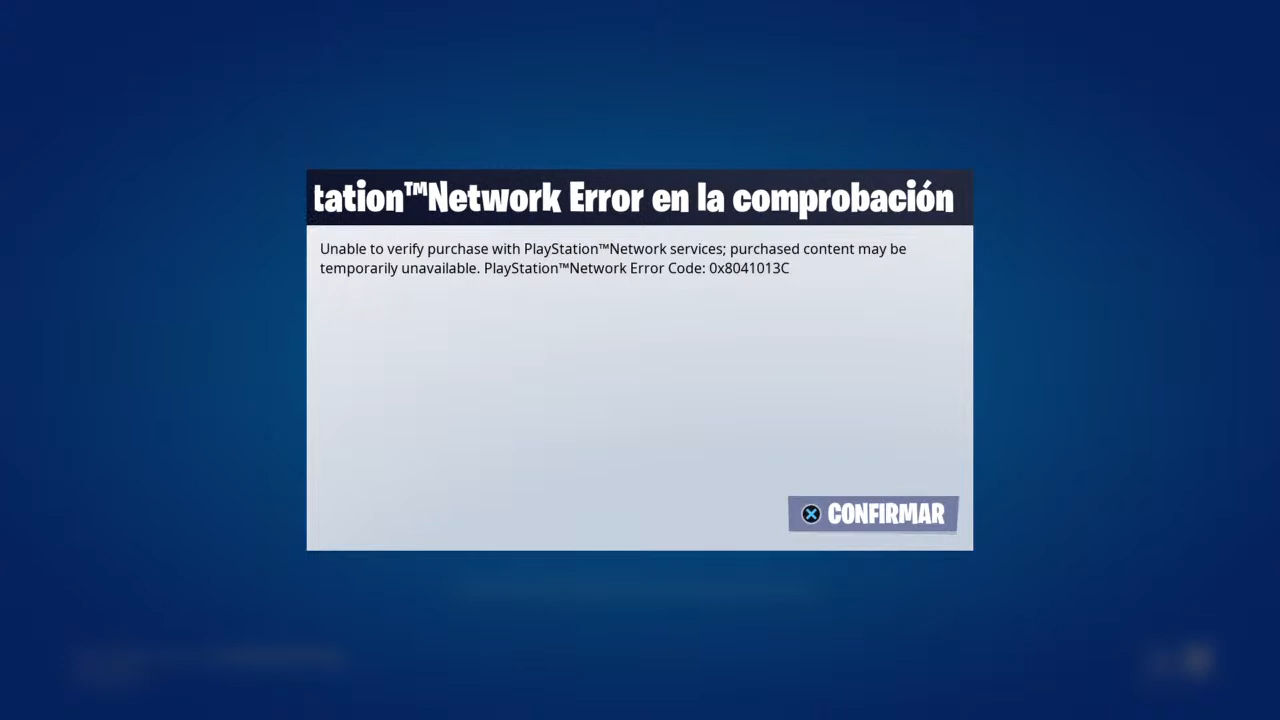 tation™Network Error en la comprobación
Unable to verify purchase with PlayStation™Network services; purchased content may be
temporarily unavailable. PlayStation™Network Error Code: 0x8041013C
CONFIRMAR